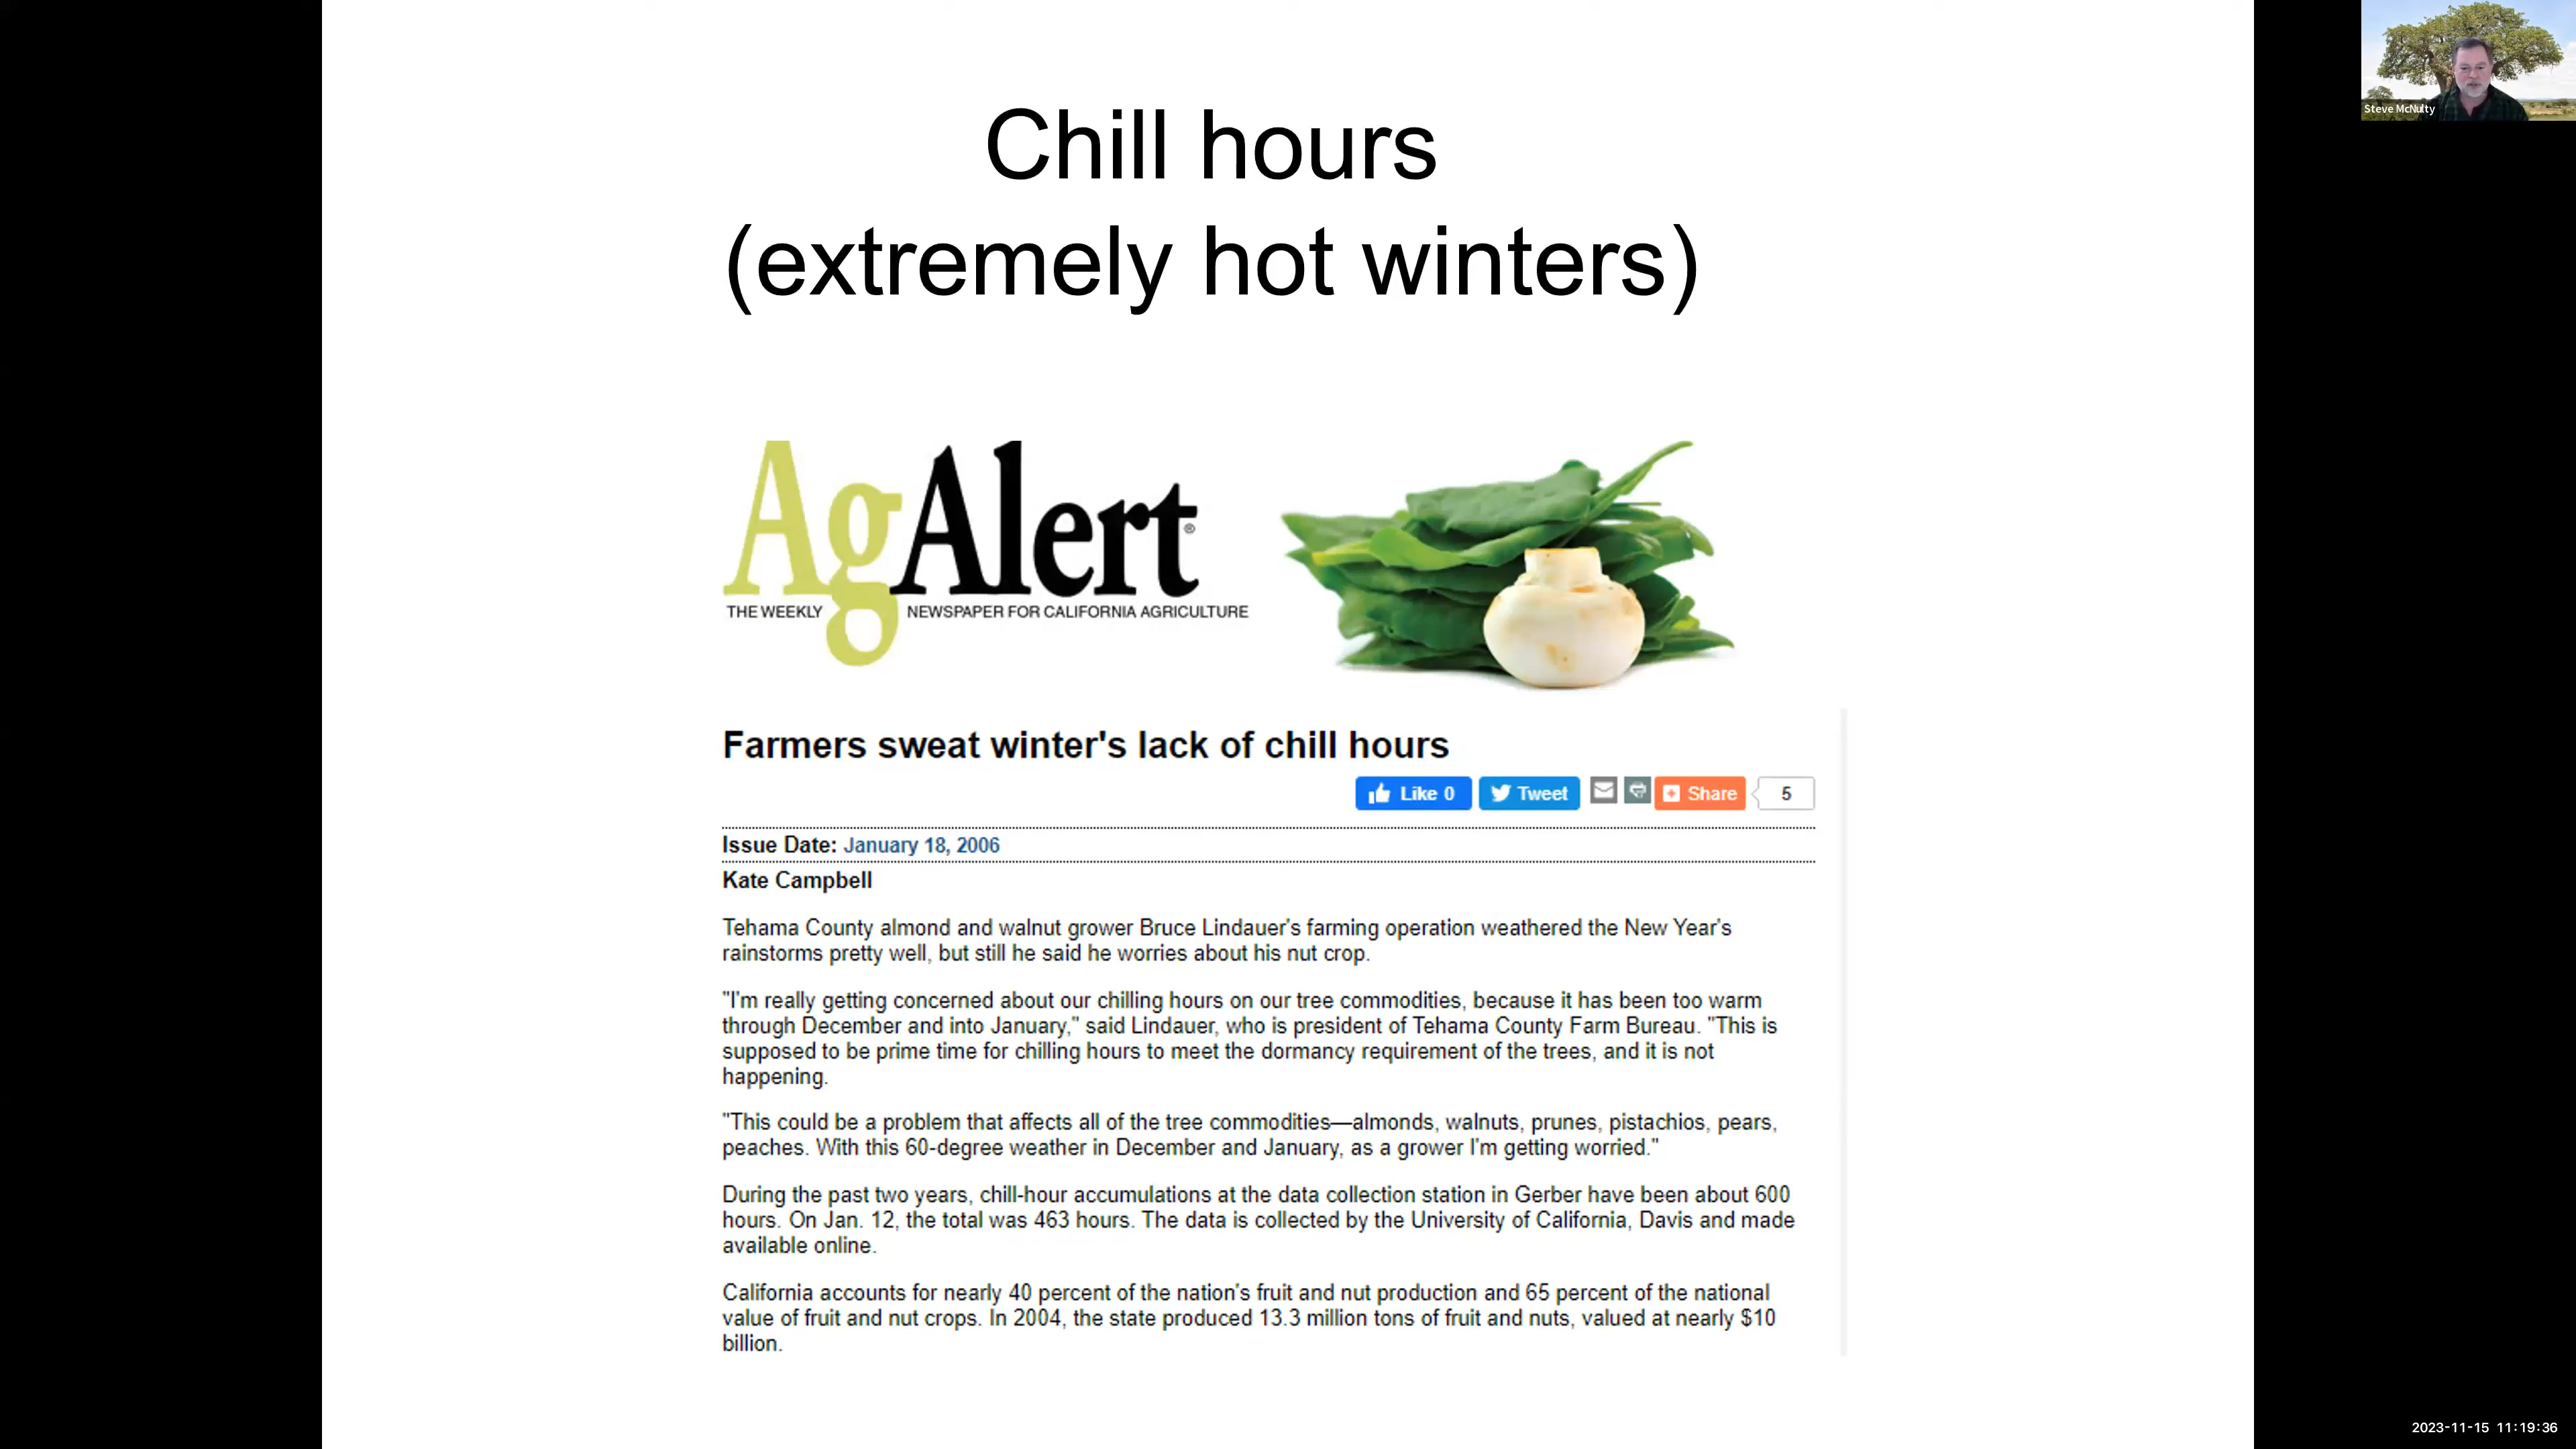 Steve McNulty
Chill hours
(extremely hot winters)
AgAlert®
THE WEEKLY NEWSPAPER FOR CALIFORNIA AGRICULTURE
Farmers sweat winter's lack of chill hours
Like 0 Tweet Share 5
Issue Date: January 18, 2006
Kate Campbell
Tehama County almond and walnut grower Bruce Lindauer's farming operation weathered the New Year's
rainstorms pretty well, but still he said he worries about his nut crop.
"I'm really getting concerned about our chilling hours on our tree commodities, because it has been too warm
through December and into January," said Lindauer, who is president of Tehama County Farm Bureau. "This is
supposed to be prime time for chilling hours to meet the dormancy requirement of the trees, and it is not
happening.
"This could be a problem that affects all of the tree commodities—almonds, walnuts, prunes, pistachios, pears,
peaches. With this 60-degree weather in December and January, as a grower I'm getting worried."
During the past two years, chill-hour accumulations at the data collection station in Gerber have been about 600
hours. On Jan. 12, the total was 463 hours. The data is collected by the University of California, Davis and made
available online.
California accounts for nearly 40 percent of the nation's fruit and nut production and 65 percent of the national
value of fruit and nut crops. In 2004, the state produced 13.3 million tons of fruit and nuts, valued at nearly $10
billion.
2023-11-15 11:19:36